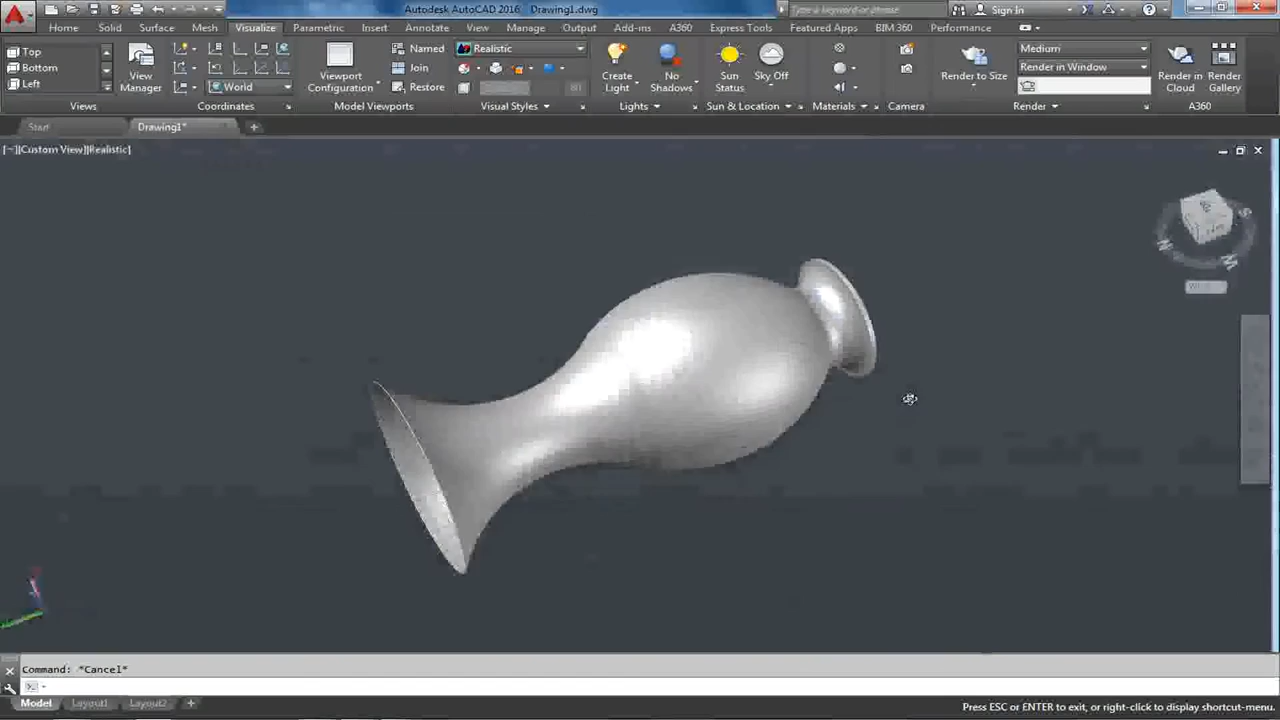 Autodesk AutoCAD 2016 Drawing1.dwg
Type a keyword or phrase
Sign In
Home Solid Surface Mesh Visualize Parametric Insert Annotate View Manage Output Add-ins A360 Express Tools Featured Apps BIM 360 Performance
Top
Bottom
Left
View
Manager
Views
World
Coordinates
Viewport
Configuration
Named
Join
Restore
Model Viewports
Realistic
Visual Styles
Create
Light
No
Shadows
Lights
Sun
Status
Sky Off
Sun & Location
Materials
Camera
Render to Size
Medium
Render in Window
Render
Render in
Cloud
Render
Gallery
A360
Start Drawing1*
[−][Custom View][Realistic]
S
N
W
Command: *Cancel*
Model Layout1 Layout2
Press ESC or ENTER to exit, or right-click to display shortcut-menu.